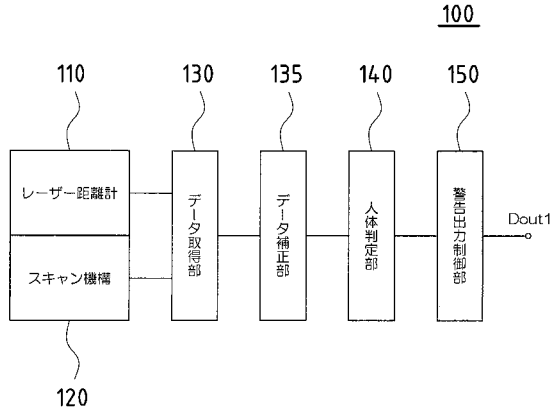 100
110
130
135
140
150
レーザー距離計
スキャン機構
データ取得部
データ補正部
人体判定部
警告出力制御部
Dout1
120